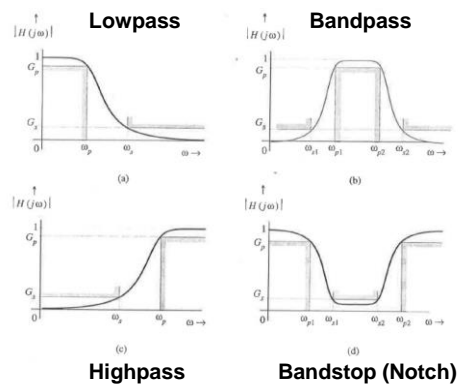 Lowpass
Bandpass
|H(jω)|
1
G_p
G_s
0
ω_p
ω_s
ω→
(a)
|H(jω)|
1
G_p
G_s
0
ω_s1
ω_p1
ω_p2
ω_s2
ω→
(b)
|H(jω)|
1
G_p
G_s
0
ω_s
ω_p
ω→
(c)
|H(jω)|
1
G_p
G_s
0
ω_p1
ω_s1
ω_s2
ω_p2
ω→
(d)
Highpass
Bandstop (Notch)